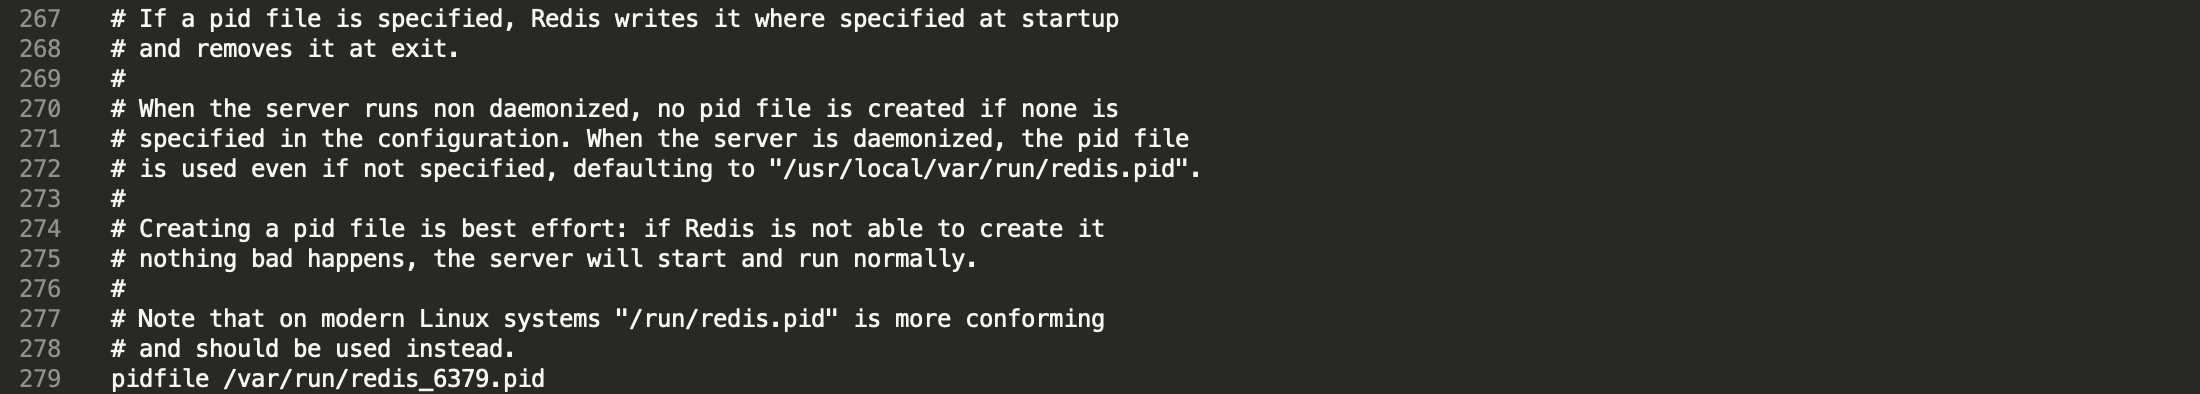 267 # If a pid file is specified, Redis writes it where specified at startup
268 # and removes it at exit.
269 #
270 # When the server runs non daemonized, no pid file is created if none is
271 # specified in the configuration. When the server is daemonized, the pid file
272 # is used even if not specified, defaulting to "/usr/local/var/run/redis.pid".
273 #
274 # Creating a pid file is best effort: if Redis is not able to create it
275 # nothing bad happens, the server will start and run normally.
276 #
277 # Note that on modern Linux systems "/run/redis.pid" is more conforming
278 # and should be used instead.
279 pidfile /var/run/redis_6379.pid